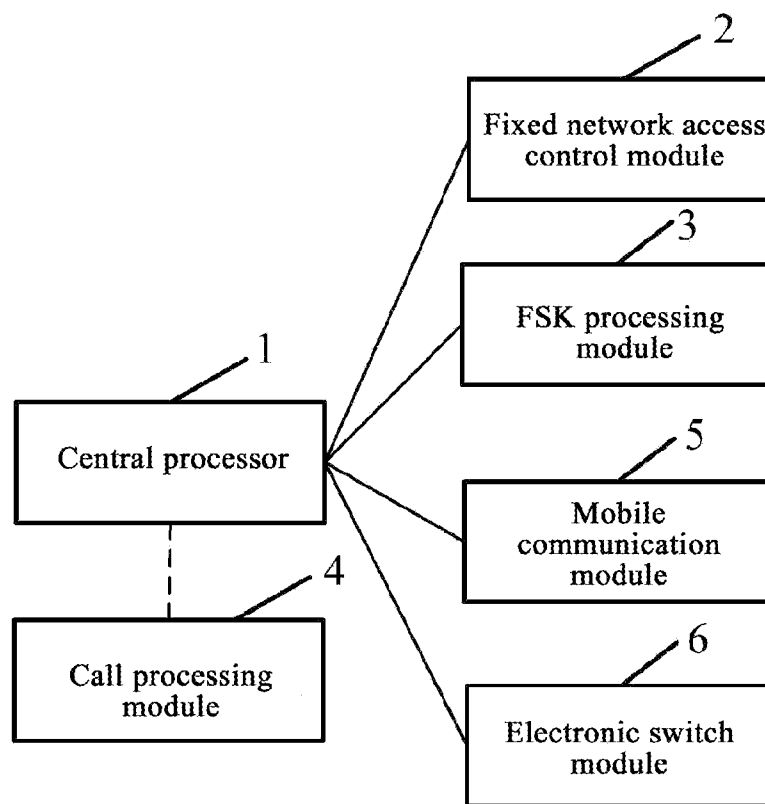 2
Fixed network access
control module
3
FSK processing
module
1
Central processor
5
Mobile
communication
module
4
Call processing
module
6
Electronic switch
module